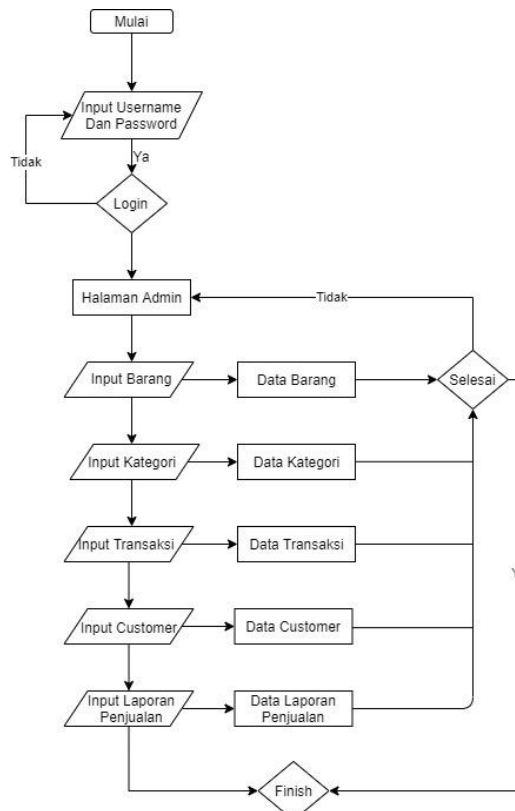 Mulai
Input Username
Dan Password
Ya
Tidak
Login
Halaman Admin
Tidak
Input Barang
Data Barang
Selesai
Input Kategori
Data Kategori
Input Transaksi
Data Transaksi
Input Customer
Data Customer
Input Laporan
Penjualan
Data Laporan
Penjualan
Finish